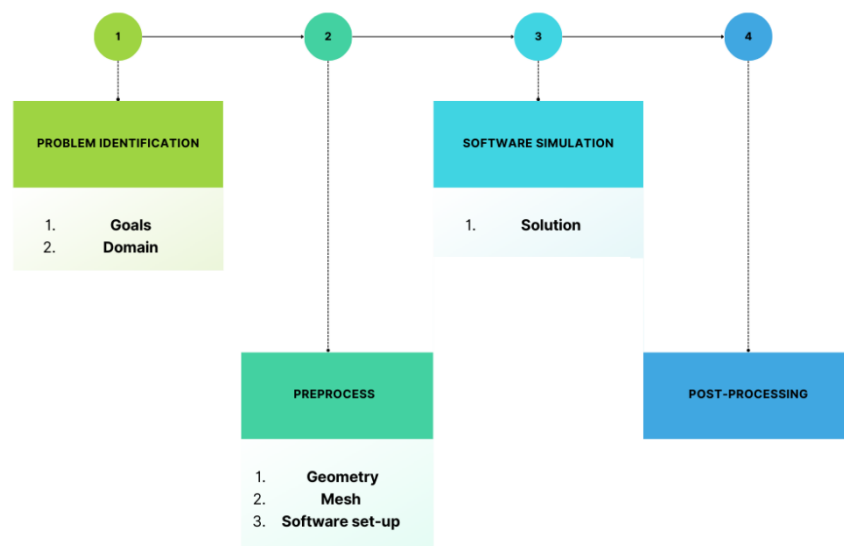 1
2
3
4
PROBLEM IDENTIFICATION
1. Goals
2. Domain
SOFTWARE SIMULATION
1. Solution
PREPROCESS
1. Geometry
2. Mesh
3. Software set-up
POST-PROCESSING